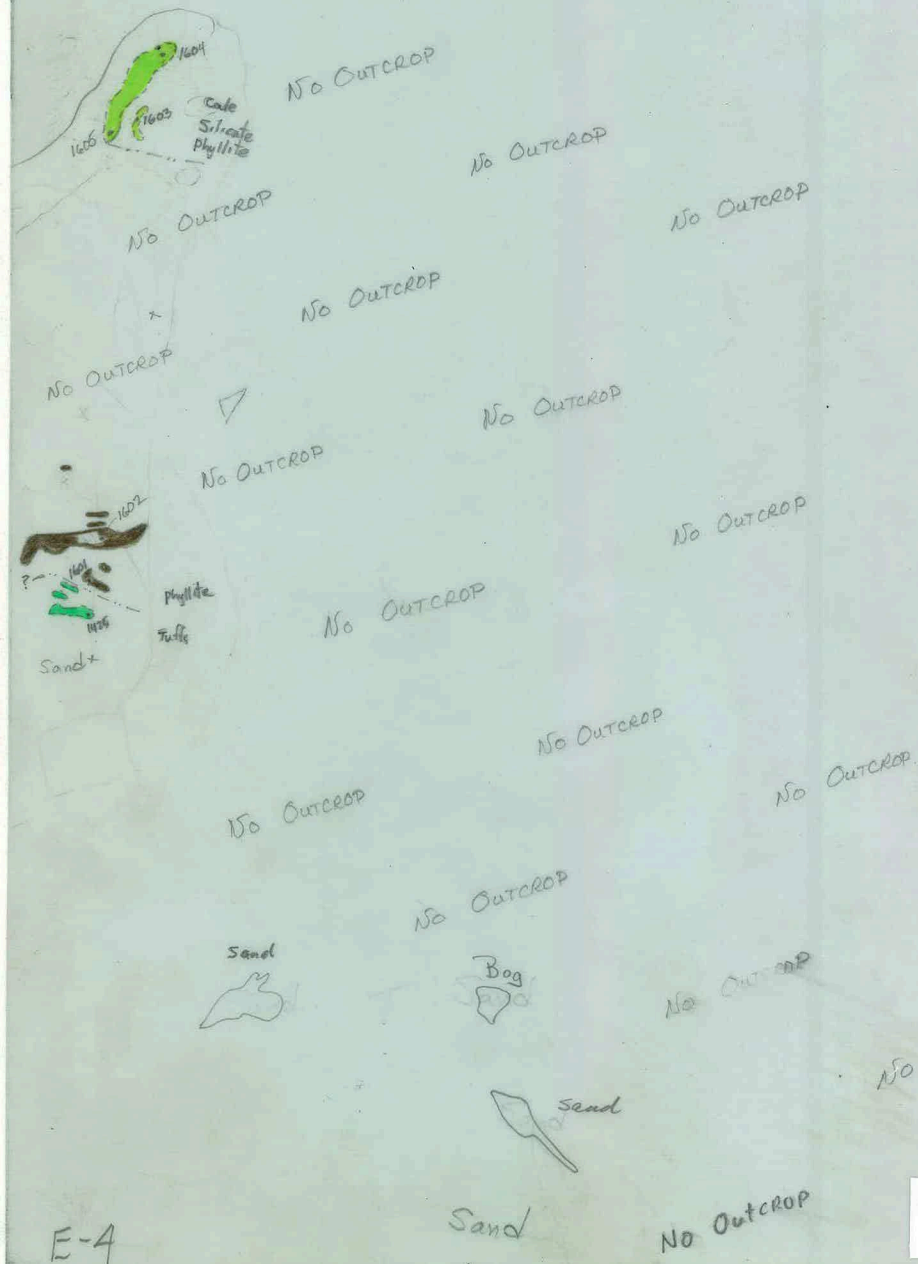 1604
No OUTCROP
1603
Calc
Silicate
Phyllite
1605
No OUTCROP
No OUTCROP
No OUTCROP
No OUTCROP
No OUTCROP
No OUTCROP
No OUTCROP
1602
No OUTCROP
1601
?
Phyllite
No OUTCROP
Tuffs
Sand
No OUTCROP
No OUTCROP
No OUTCROP
No OUTCROP
Sand
Bog
No OUTCROP
No
Sand
Sand
No OUTCROP
E-4